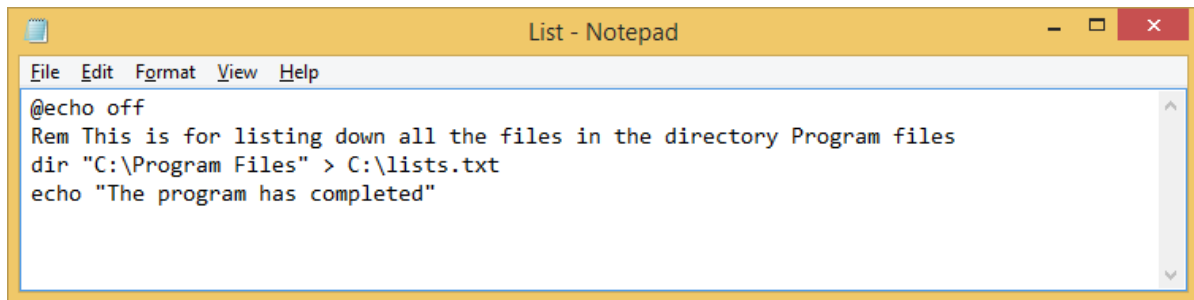 List - Notepad
File Edit Format View Help
@echo off
Rem This is for listing down all the files in the directory Program files
dir "C:\Program Files" > C:\lists.txt
echo "The program has completed"